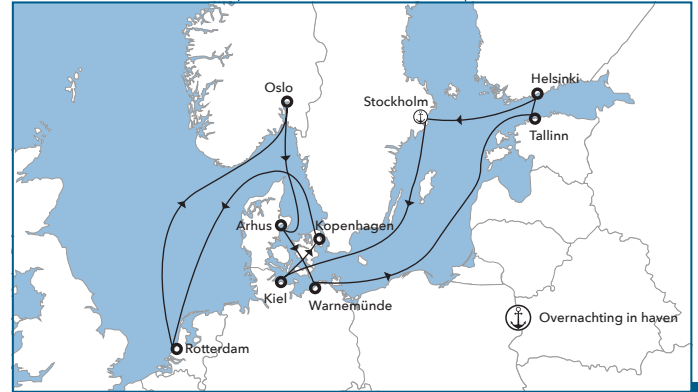 Helsinki
Oslo
Stockholm
Tallinn
Arhus
Kopenhagen
Kiel
Warnemünde
Overnachting in haven
Rotterdam